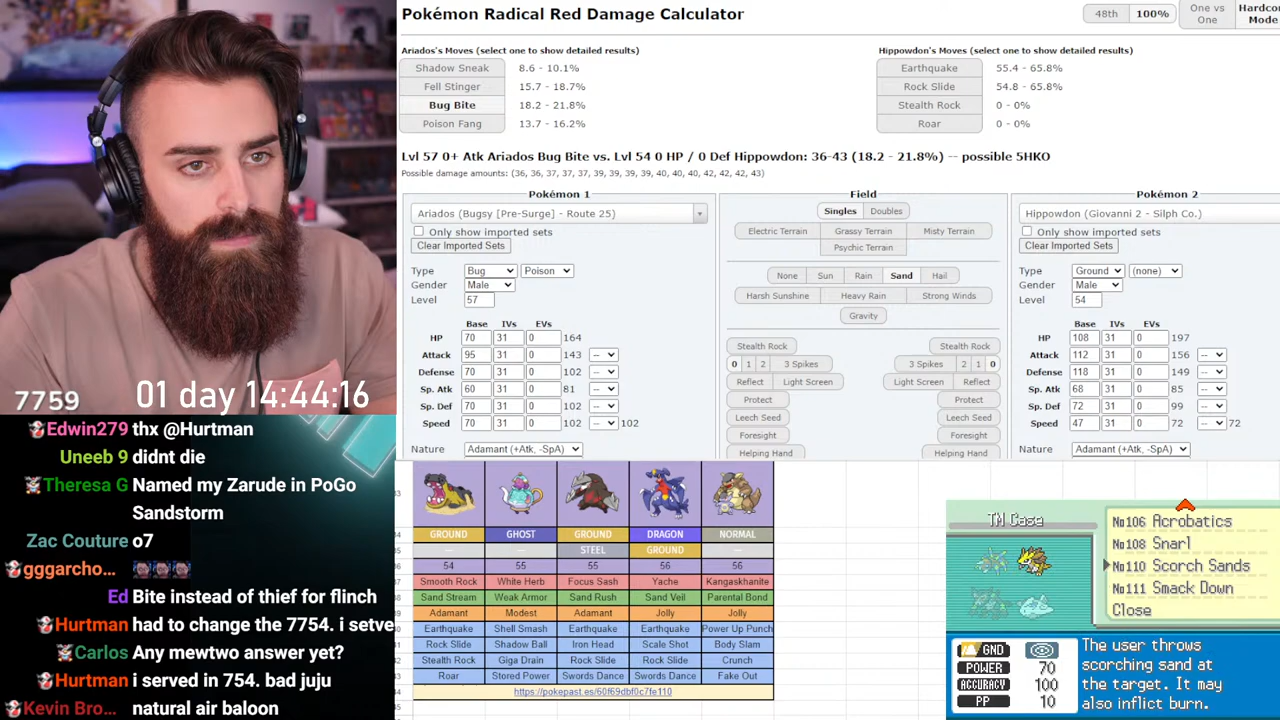 Pokémon Radical Red Damage Calculator
48th 100%
One vs One
Hardcore Mode
Ariados's Moves (select one to show detailed results)
Shadow Sneak 8.6 - 10.1%
Fell Stinger 15.7 - 18.7%
Bug Bite 18.2 - 21.8%
Poison Fang 13.7 - 16.2%
Hippowdon's Moves (select one to show detailed results)
Earthquake 55.4 - 65.8%
Rock Slide 54.8 - 65.8%
Stealth Rock 0 - 0%
Roar 0 - 0%
Lvl 57 0+ Atk Ariados Bug Bite vs. Lvl 54 0 HP / 0 Def Hippowdon: 36-43 (18.2 - 21.8%) -- possible 5HKO
Possible damage amounts: (36, 36, 37, 37, 37, 39, 39, 39, 39, 40, 40, 40, 42, 42, 42, 43)
Pokémon 1
Ariados (Bugsy [Pre-Surge] - Route 25)
Only show imported sets
Clear Imported Sets
Type Bug Poison
Gender Male
Level 57
Base IVs EVs
HP 70 31 0 164
Attack 95 31 0 143 --
Defense 70 31 0 102 --
Sp. Atk 60 31 0 81 --
Sp. Def 70 31 0 102 --
Speed 70 31 0 102 -- 102
Nature Adamant (+Atk, -SpA)
Field
Singles Doubles
Electric Terrain Grassy Terrain Misty Terrain
Psychic Terrain
None Sun Rain Sand Hail
Harsh Sunshine Heavy Rain Strong Winds
Gravity
Stealth Rock Stealth Rock
0 1 2 3 Spikes 3 Spikes 2 1 0
Reflect Light Screen Light Screen Reflect
Protect Protect
Leech Seed Leech Seed
Foresight Foresight
Helping Hand Helping Hand
Pokémon 2
Hippowdon (Giovanni 2 - Silph Co.)
Only show imported sets
Clear Imported Sets
Type Ground (none)
Gender Male
Level 54
Base IVs EVs
HP 108 31 0 197
Attack 112 31 0 156 --
Defense 118 31 0 149 --
Sp. Atk 68 31 0 85 --
Sp. Def 72 31 0 99 --
Speed 47 31 0 72 -- 72
Nature Adamant (+Atk, -SpA)
7759 01 day 14:44:16
Edwin279 thx @Hurtman
Uneeb 9 didnt die
Theresa G Named my Zarude in PoGo
Sandstorm
Zac Couture o7
gggarcho...
Ed Bite instead of thief for flinch
Hurtman had to change the 7754. i setve
Carlos Any mewtwo answer yet?
Hurtman i served in 754. bad juju
Kevin Bro... natural air baloon
GROUND GHOST GROUND DRAGON NORMAL
— — STEEL GROUND —
54 55 55 56 56
Smooth Rock White Herb Focus Sash Yache Kangaskhanite
Sand Stream Weak Armor Sand Rush Sand Veil Parental Bond
Adamant Modest Adamant Jolly Jolly
Earthquake Shell Smash Earthquake Earthquake Power Up Punch
Rock Slide Shadow Ball Iron Head Scale Shot Body Slam
Stealth Rock Giga Drain Rock Slide Rock Slide Crunch
Roar Stored Power Swords Dance Swords Dance Fake Out
https://pokepast.es/60f69dbf0c7fe110
TM Case
No106 Acrobatics
No108 Snarl
No110 Scorch Sands
Smack Down
Close
GND
POWER 70
ACCURACY 100
PP 10
The user throws
scorching sand at
the target. It may
also inflict burn.